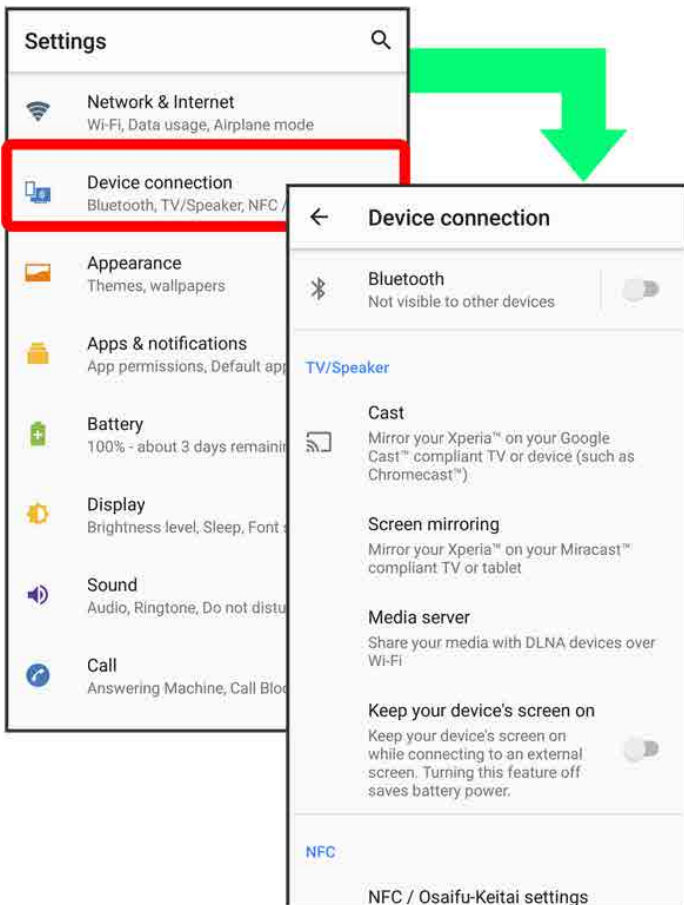 Settings
Network & Internet
Wi-Fi, Data usage, Airplane mode
Device connection
Bluetooth, TV/Speaker, NFC /
Appearance
Themes, wallpapers
Apps & notifications
App permissions, Default app
Battery
100% - about 3 days remainin
Display
Brightness level, Sleep, Font s
Sound
Audio, Ringtone, Do not distu
Call
Answering Machine, Call Bloc
Device connection
Bluetooth
Not visible to other devices
TV/Speaker
Cast
Mirror your Xperia™ on your Google
Cast™ compliant TV or device (such as
Chromecast™)
Screen mirroring
Mirror your Xperia™ on your Miracast™
compliant TV or tablet
Media server
Share your media with DLNA devices over
Wi-Fi
Keep your device's screen on
Keep your device's screen on
while connecting to an external
screen. Turning this feature off
saves battery power.
NFC
NFC / Osaifu-Keitai settings